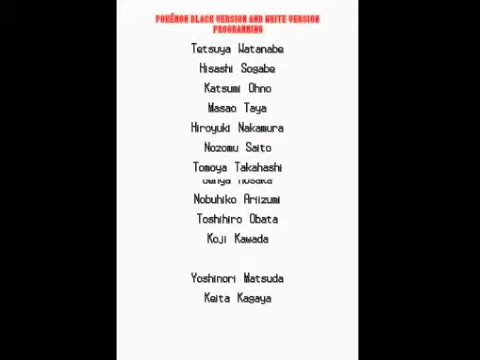 POKÉMON BLACK VERSION AND WHITE VERSION
PROGRAMMING
Tetsuya Watanabe
Hisashi Sogabe
Katsumi Ohno
Masao Taya
Hiroyuki Nakamura
Nozomu Saito
Tomoya Takahashi
Nobuhiko Ariizumi
Toshihiro Obata
Koji Kawada
Yoshinori Matsuda
Keita Kagaya